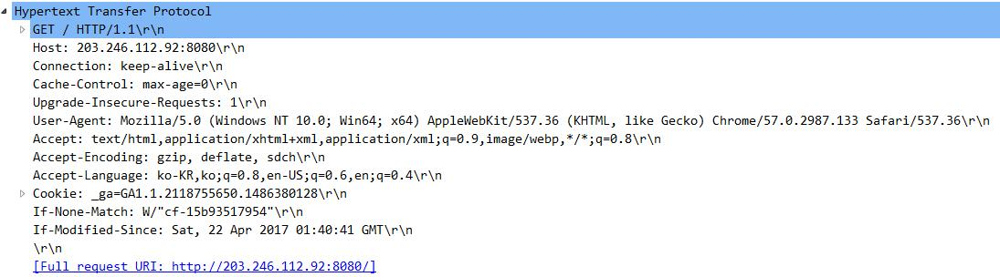 Hypertext Transfer Protocol
GET / HTTP/1.1\r\n
Host: 203.246.112.92:8080\r\n
Connection: keep-alive\r\n
Cache-Control: max-age=0\r\n
Upgrade-Insecure-Requests: 1\r\n
User-Agent: Mozilla/5.0 (Windows NT 10.0; Win64; x64) AppleWebKit/537.36 (KHTML, like Gecko) Chrome/57.0.2987.133 Safari/537.36\r\n
Accept: text/html,application/xhtml+xml,application/xml;q=0.9,image/webp,*/*;q=0.8\r\n
Accept-Encoding: gzip, deflate, sdch\r\n
Accept-Language: ko-KR,ko;q=0.8,en-US;q=0.6,en;q=0.4\r\n
Cookie: _ga=GA1.1.2118755650.1486380128\r\n
If-None-Match: W/"cf-15b93517954"\r\n
If-Modified-Since: Sat, 22 Apr 2017 01:40:41 GMT\r\n
\r\n
[Full request URI: http://203.246.112.92:8080/]